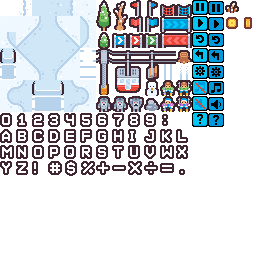 ? ?
0123456789:
ABCDEFGHIJKL
MNOPQRSTUVWX
YZ!#$%+-×÷=.